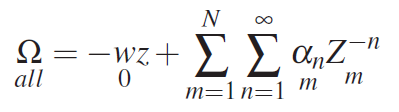 Ω = −wz + ∑ ∑ αₙZ⁻ⁿ
all 0 m=1 n=1 m m
N ∞